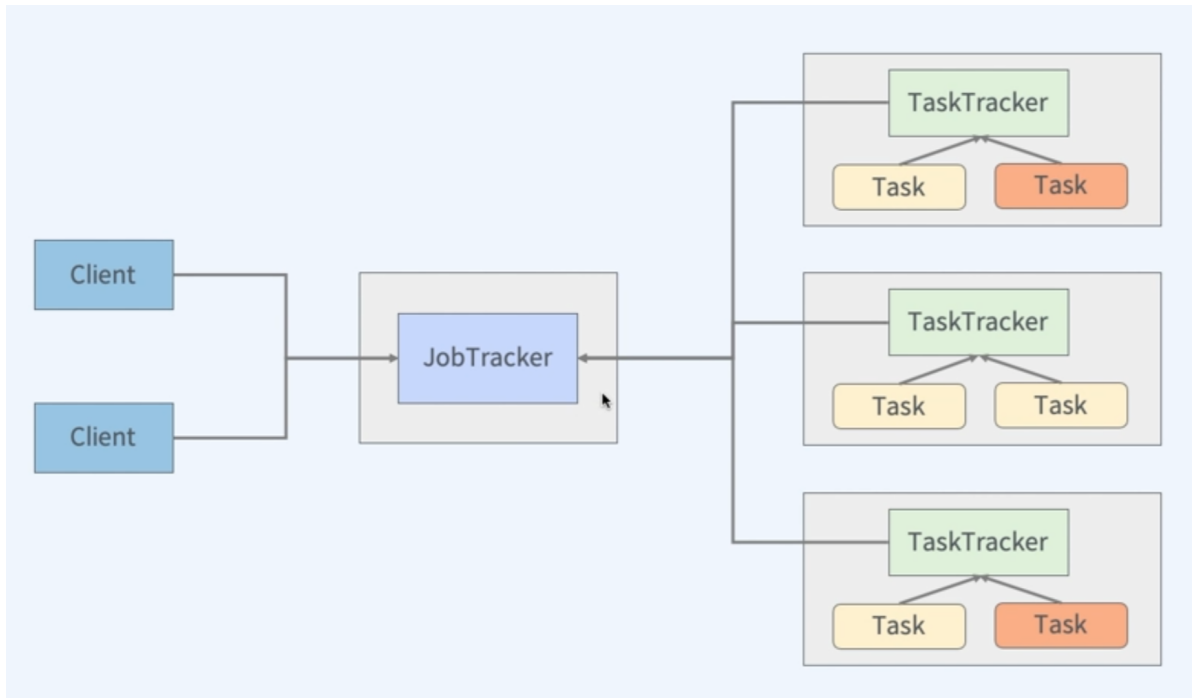 Client
Client
JobTracker
TaskTracker
Task
Task
TaskTracker
Task
Task
TaskTracker
Task
Task